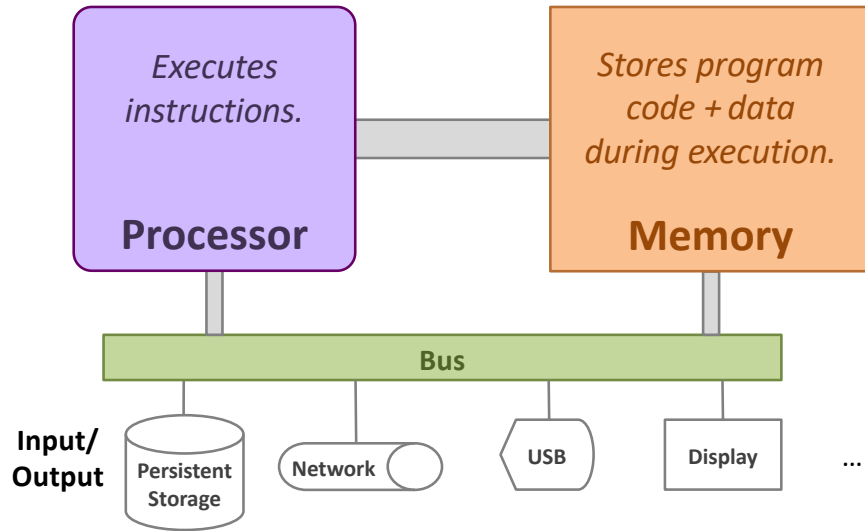 Executes
instructions.
Processor
Stores program
code + data
during execution.
Memory
Bus
Input/
Output
Persistent
Storage
Network
USB
Display
...